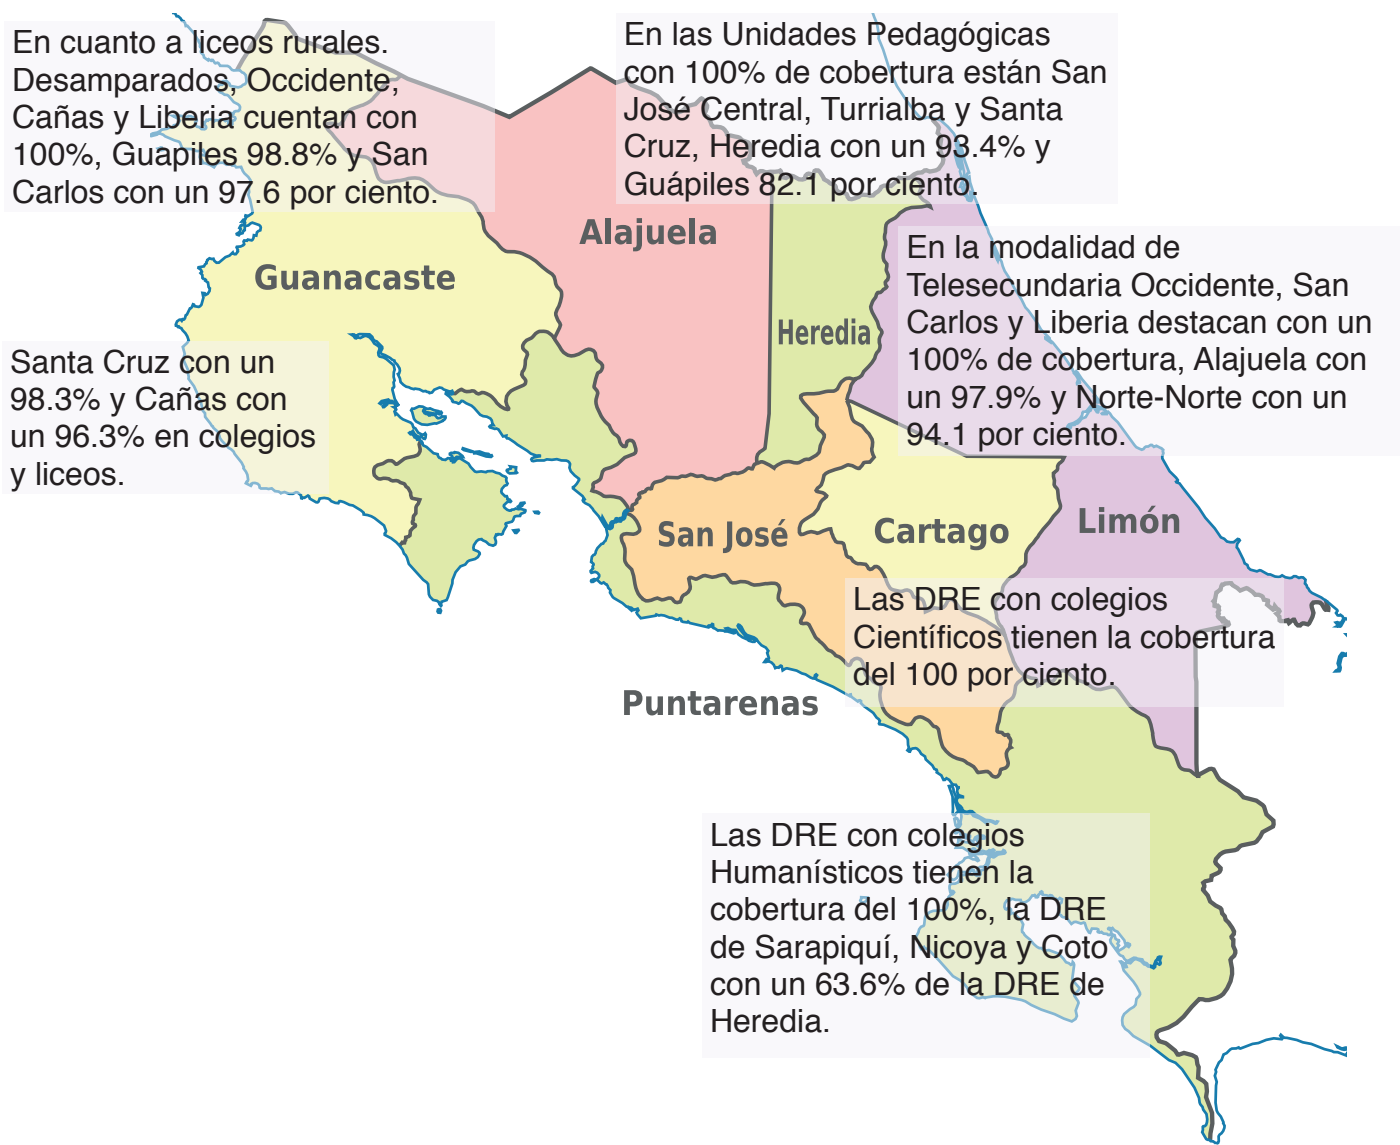 En cuanto a liceos rurales.
Desamparados, Occidente,
Cañas y Liberia cuentan con
100%, Guapiles 98.8% y San
Carlos con un 97.6 por ciento.
En las Unidades Pedagógicas
con 100% de cobertura están San
José Central, Turrialba y Santa
Cruz, Heredia con un 93.4% y
Guápiles 82.1 por ciento.
Alajuela
Guanacaste
Heredia
En la modalidad de
Telesecundaria Occidente, San
Carlos y Liberia destacan con un
100% de cobertura, Alajuela con
un 97.9% y Norte-Norte con un
94.1 por ciento.
Santa Cruz con un
98.3% y Cañas con
un 96.3% en colegios
y liceos.
San José
Cartago
Limón
Las DRE con colegios
Científicos tienen la cobertura
del 100 por ciento.
Puntarenas
Las DRE con colegios
Humanísticos tienen la
cobertura del 100%, la DRE
de Sarapiquí, Nicoya y Coto
con un 63.6% de la DRE de
Heredia.